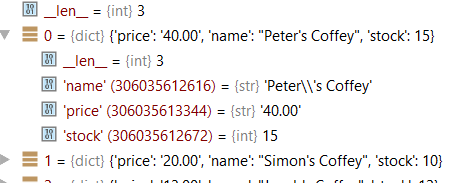 __len__ = {int} 3
0 = {dict} {'price': '40.00', 'name': "Peter's Coffey", 'stock': 15}
__len__ = {int} 3
'name' (306035612616) = {str} 'Peter\\'s Coffey'
'price' (306035613344) = {str} '40.00'
'stock' (306035612672) = {int} 15
1 = {dict} {'price': '20.00', 'name': "Simon's Coffey", 'stock': 10}